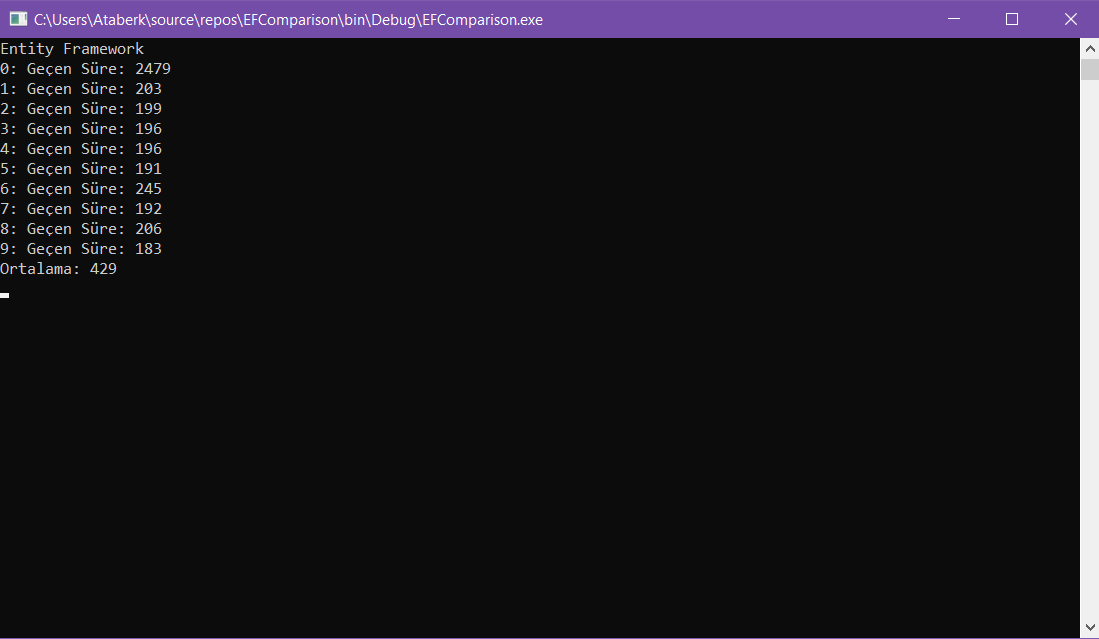 C:\Users\Ataberk\source\repos\EFComparison\bin\Debug\EFComparison.exe
Entity Framework
0: Geçen Süre: 2479
1: Geçen Süre: 203
2: Geçen Süre: 199
3: Geçen Süre: 196
4: Geçen Süre: 196
5: Geçen Süre: 191
6: Geçen Süre: 245
7: Geçen Süre: 192
8: Geçen Süre: 206
9: Geçen Süre: 183
Ortalama: 429